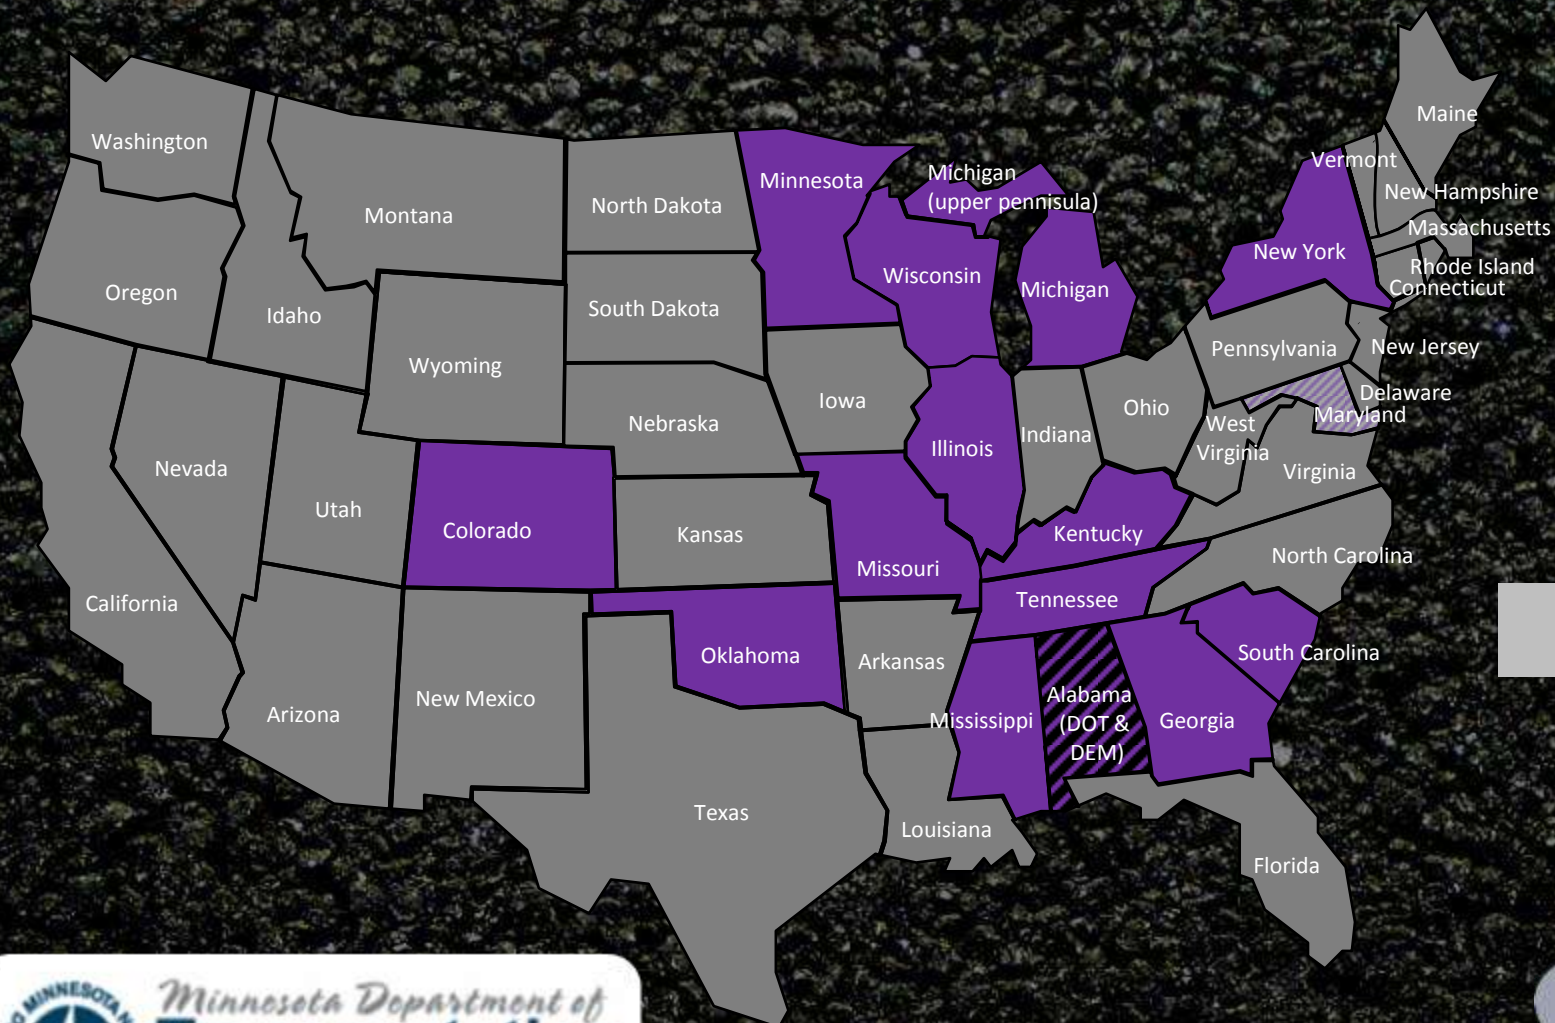 Maine
Washington
Vermont
Minnesota
Michigan
(upper pennisula)
New Hampshire
North Dakota
Montana
Massachusetts
New York
Rhode Island
Connecticut
Wisconsin
Michigan
Oregon
Idaho
South Dakota
Pennsylvania
New Jersey
Wyoming
Delaware
Iowa
Ohio
Maryland
Nebraska
West
Virginia
Indiana
Illinois
Nevada
Virginia
Utah
Colorado
Kansas
Kentucky
North Carolina
Missouri
California
Tennessee
Oklahoma
Arkansas
South Carolina
New Mexico
Arizona
Mississippi
Alabama
(DOT &
DEM)
Georgia
Texas
Louisiana
Florida
MINNESOTA
Minnesota Department of